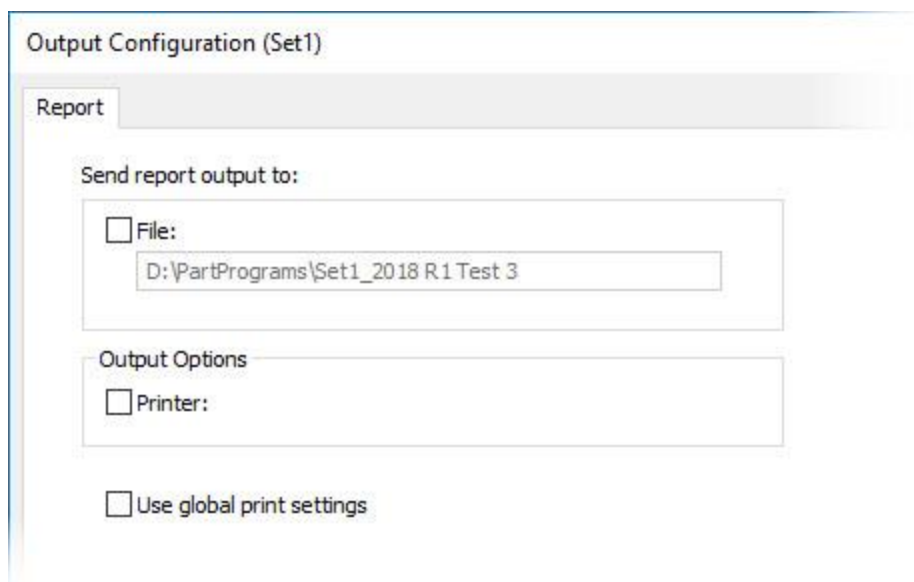 Output Configuration (Set1)
Report
Send report output to:
File:
D:\PartPrograms\Set1_2018 R1 Test 3
Output Options
Printer:
Use global print settings